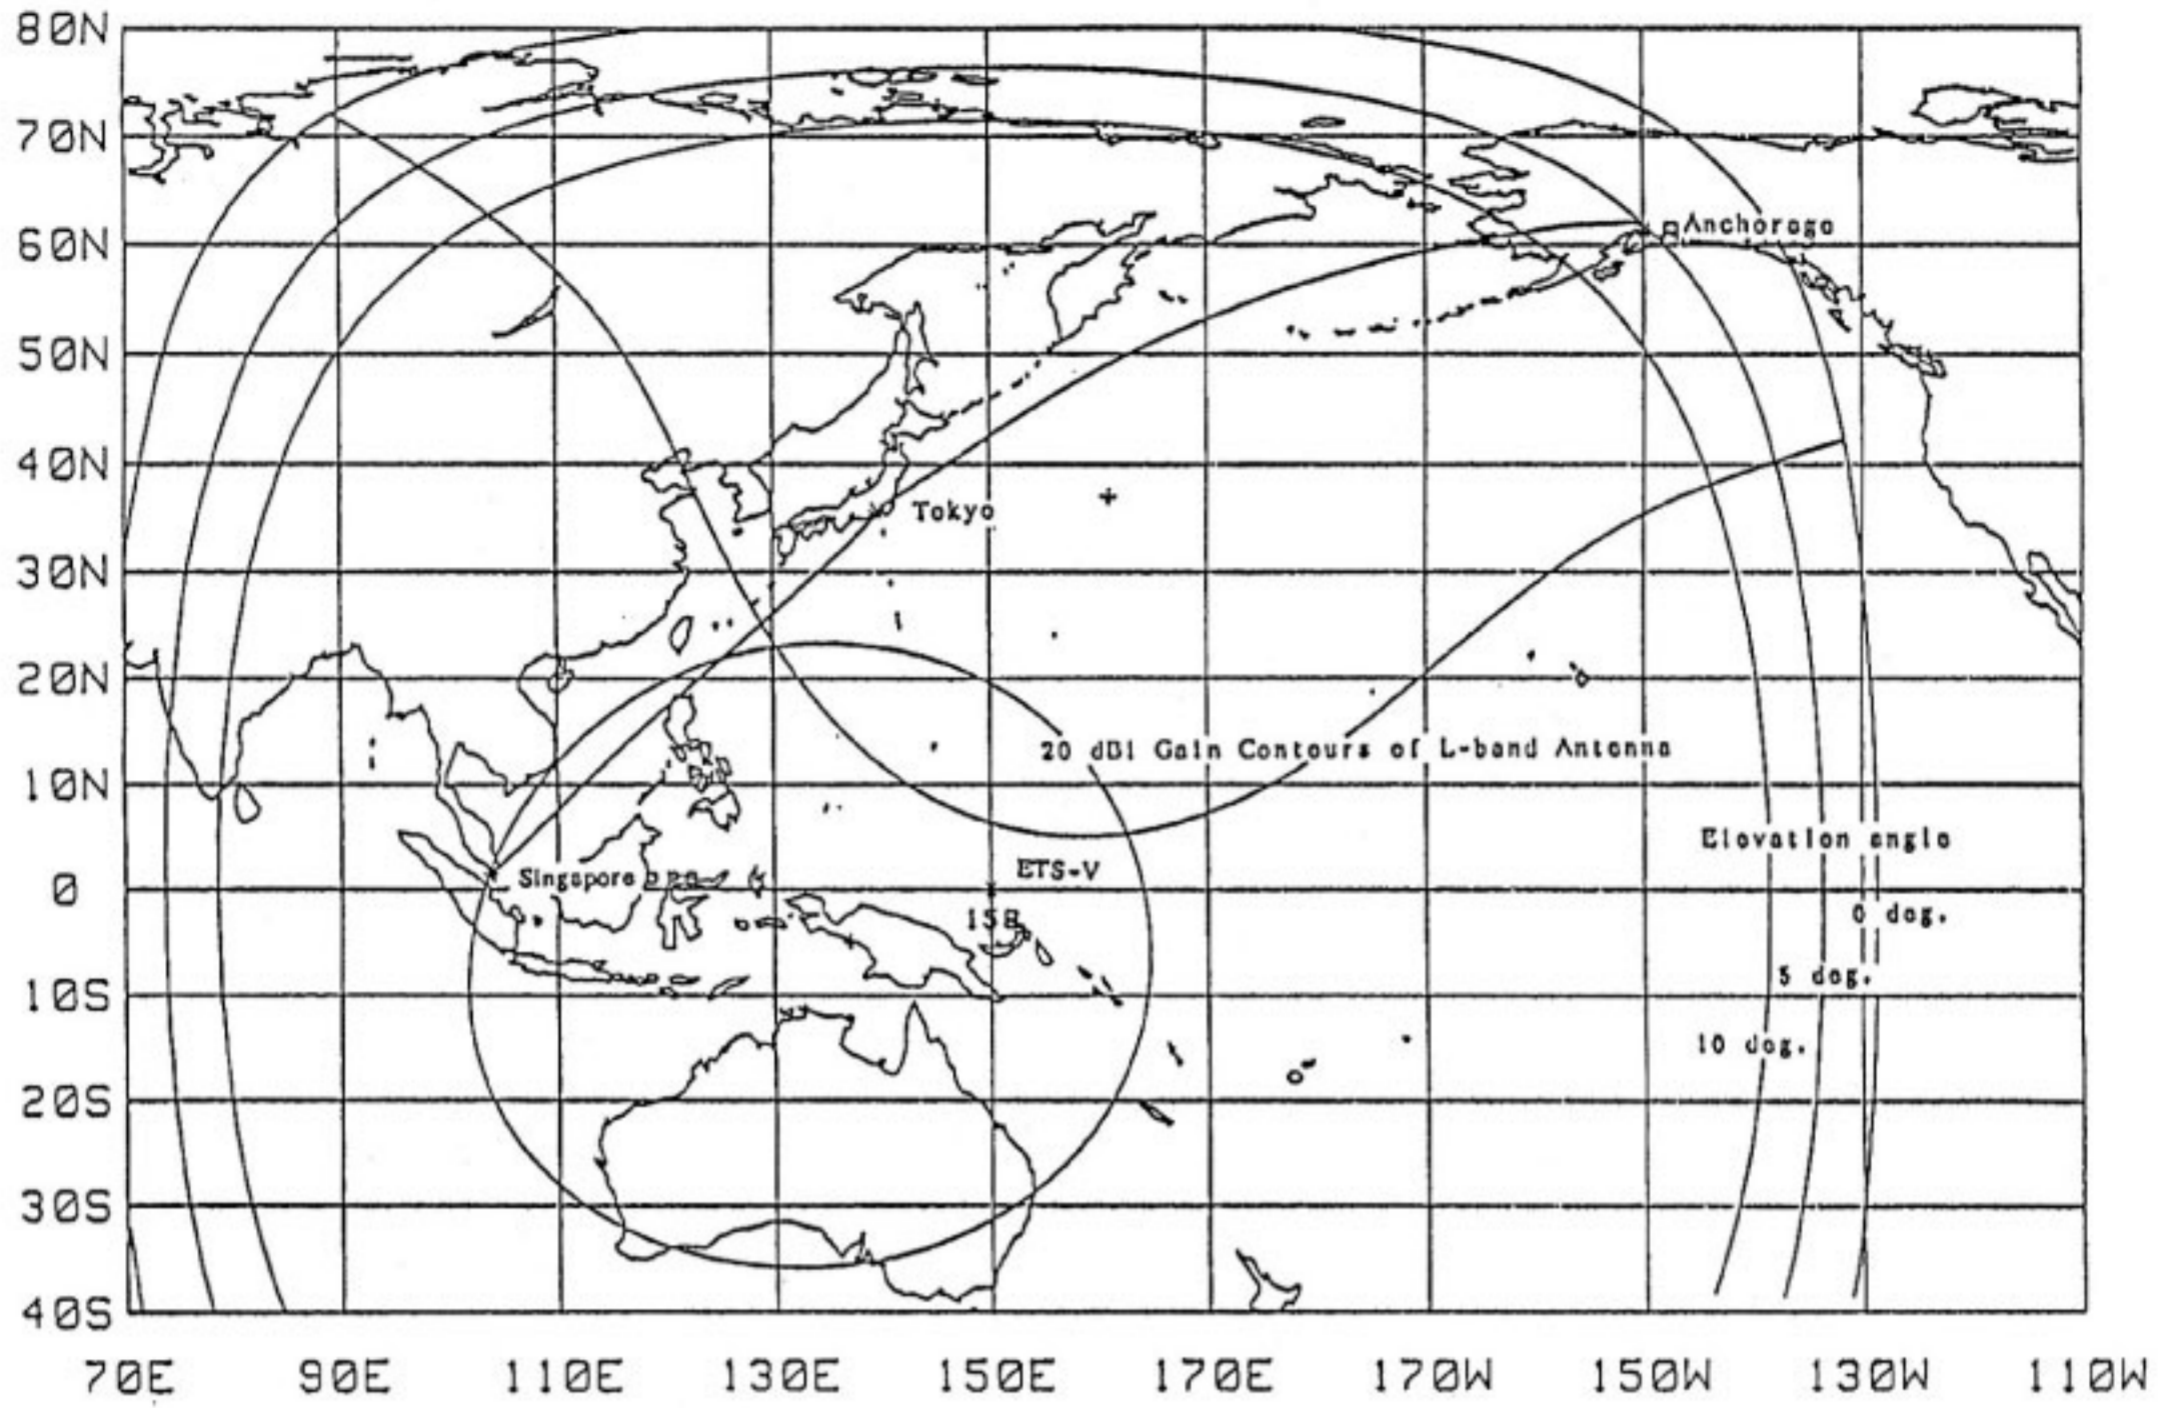 80N
70N
60N
50N
40N
30N
20N
10N
0
10S
20S
30S
40S
70E 90E 110E 130E 150E 170E 170W 150W 130W 110W
Anchorage
Tokyo
20 dBi Gain Contours of L-band Antenna
Elevation angle
Singapore
ETS-V
0 deg.
5 deg.
10 deg.